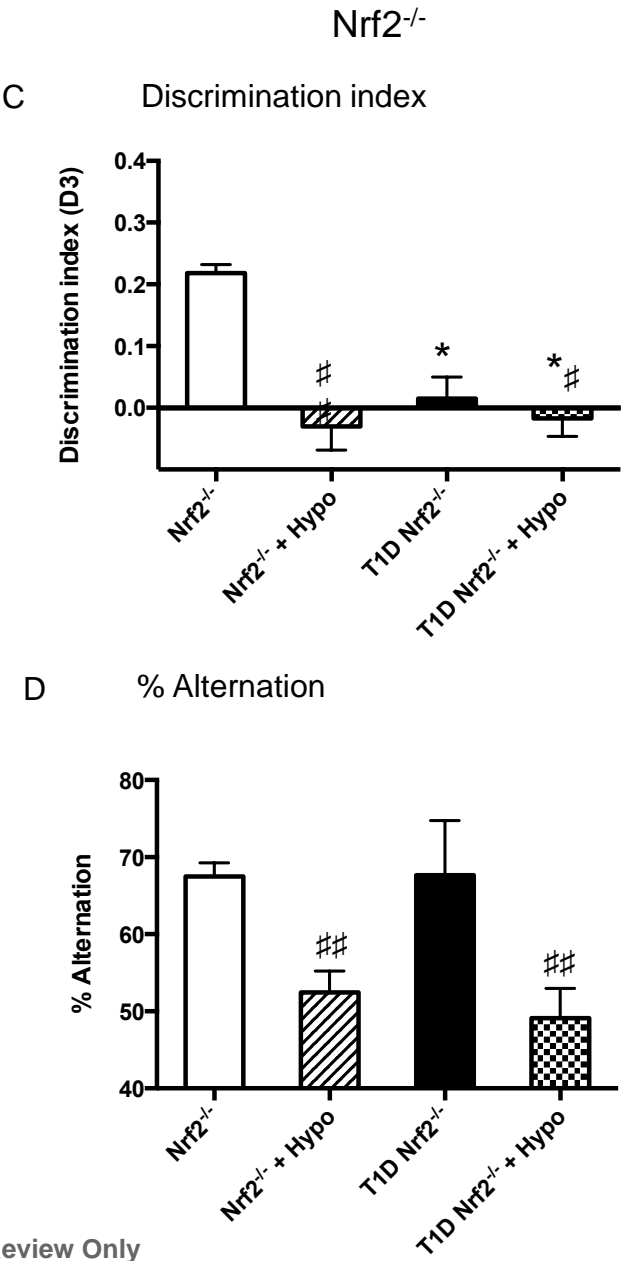 Nrf2-/-
C Discrimination index
Discrimination index (D3)
0.4
0.3
0.2
0.1
0.0
♯
♯
*
*♯
Nrf2-/-
Nrf2-/- + Hypo
T1D Nrf2-/-
T1D Nrf2-/- + Hypo
D % Alternation
% Alternation
80
70
60
50
40
♯♯
♯♯
Nrf2-/-
Nrf2-/- + Hypo
T1D Nrf2-/-
T1D Nrf2-/- + Hypo
eview Only